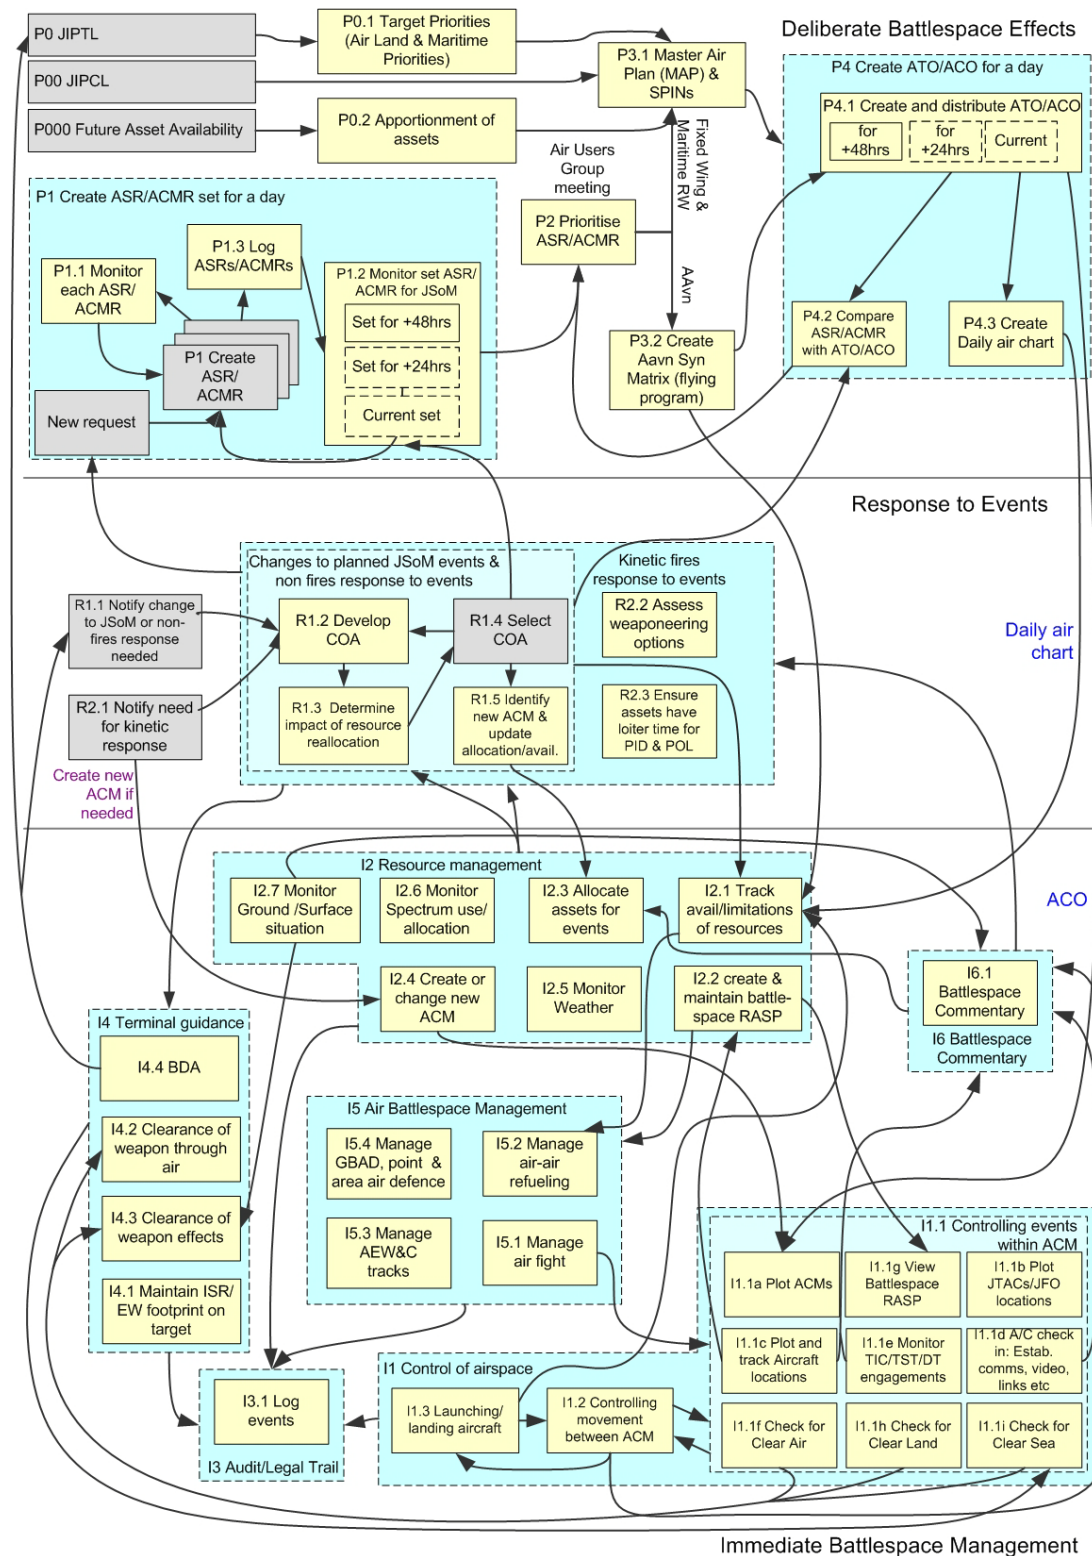 Deliberate Battlespace Effects
P0 JIPTL
P00 JIPCL
P000 Future Asset Availability
P0.1 Target Priorities
(Air Land & Maritime
Priorities)
P0.2 Apportionment of
assets
P3.1 Master Air
Plan (MAP) &
SPINs
P4 Create ATO/ACO for a day
P4.1 Create and distribute ATO/ACO
for
+48hrs
for
+24hrs
Current
Fixed Wing &
Maritime RW
AAvn
Air Users
Group
meeting
P2 Prioritise
ASR/ACMR
P1 Create ASR/ACMR set for a day
P1.1 Monitor
each ASR/
ACMR
P1.3 Log
ASRs/ACMRs
P1.2 Monitor set ASR/
ACMR for JSoM
Set for +48hrs
Set for +24hrs
Current set
P1 Create
ASR/
ACMR
New request
P3.2 Create
Aavn Syn
Matrix (flying
program)
P4.2 Compare
ASR/ACMR
with ATO/ACO
P4.3 Create
Daily air chart
Response to Events
Changes to planned JSoM events &
non fires response to events
Kinetic fires
response to events
R1.1 Notify change
to JSoM or non-
fires response
needed
R2.1 Notify need
for kinetic
response
R1.2 Develop
COA
R1.4 Select
COA
R1.3 Determine
impact of resource
reallocation
R1.5 Identify
new ACM &
update
allocation/avail.
R2.2 Assess
weaponeering
options
R2.3 Ensure
assets have
loiter time for
PID & POL
Daily air
chart
Create new
ACM if
needed
I2 Resource management
I2.7 Monitor
Ground /Surface
situation
I2.6 Monitor
Spectrum use/
allocation
I2.3 Allocate
assets for
events
I2.1 Track
avail/limitations
of resources
I2.4 Create or
change new
ACM
I2.5 Monitor
Weather
I2.2 create &
maintain battle-
space RASP
ACO
I6.1
Battlespace
Commentary
I6 Battlespace
Commentary
I4 Terminal guidance
I4.4 BDA
I4.2 Clearance of
weapon through
air
I4.3 Clearance of
weapon effects
I4.1 Maintain ISR/
EW footprint on
target
I5 Air Battlespace Management
I5.4 Manage
GBAD, point &
area air defence
I5.2 Manage
air-air
refueling
I5.3 Manage
AEW&C
tracks
I5.1 Manage
air fight
I1.1 Controlling events
within ACM
I1.1a Plot ACMs
I1.1g View
Battlespace
RASP
I1.1b Plot
JTACs/JFO
locations
I1.1c Plot and
track Aircraft
locations
I1.1e Monitor
TIC/TST/DT
engagements
I1.1d A/C check
in: Estab.
comms, video,
links etc
I1.1f Check for
Clear Air
I1.1h Check for
Clear Land
I1.1i Check for
Clear Sea
I1 Control of airspace
I1.3 Launching/
landing aircraft
I1.2 Controlling
movement
between ACM
I3.1 Log
events
I3 Audit/Legal Trail
Immediate Battlespace Management